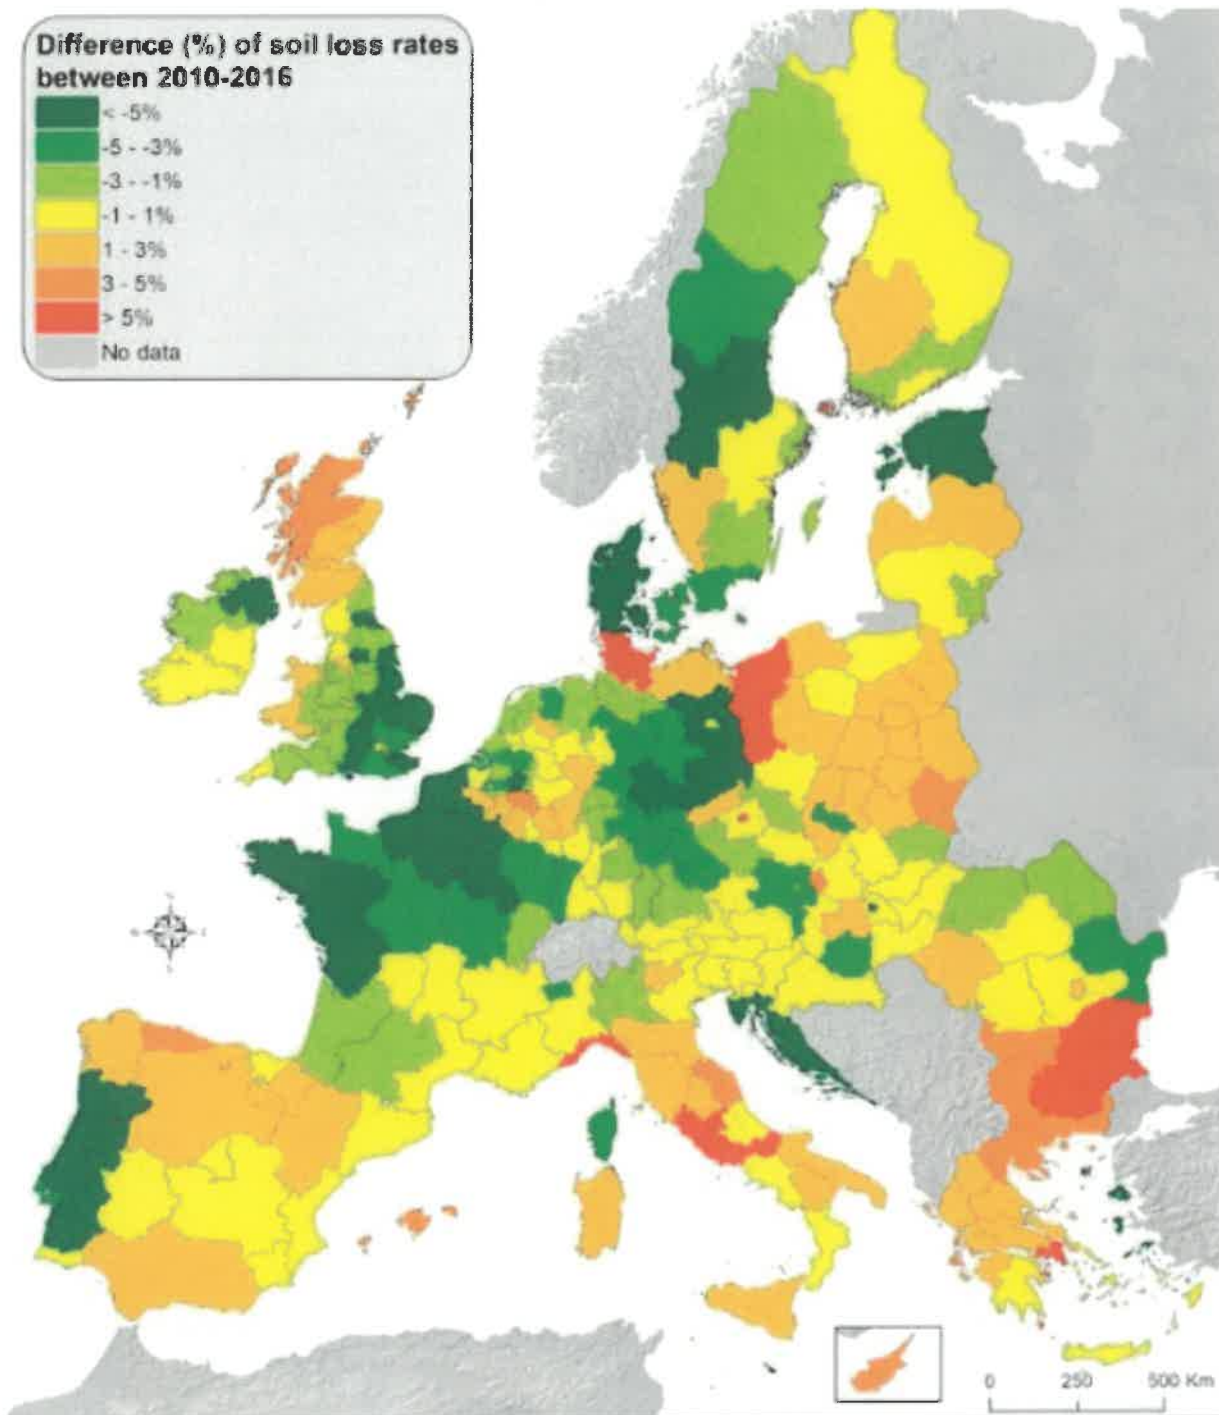 Difference (%) of soil loss rates
between 2010-2016
< -5%
-5 - -3%
-3 - -1%
-1 - 1%
1 - 3%
3 - 5%
> 5%
No data
0 250 500 Km